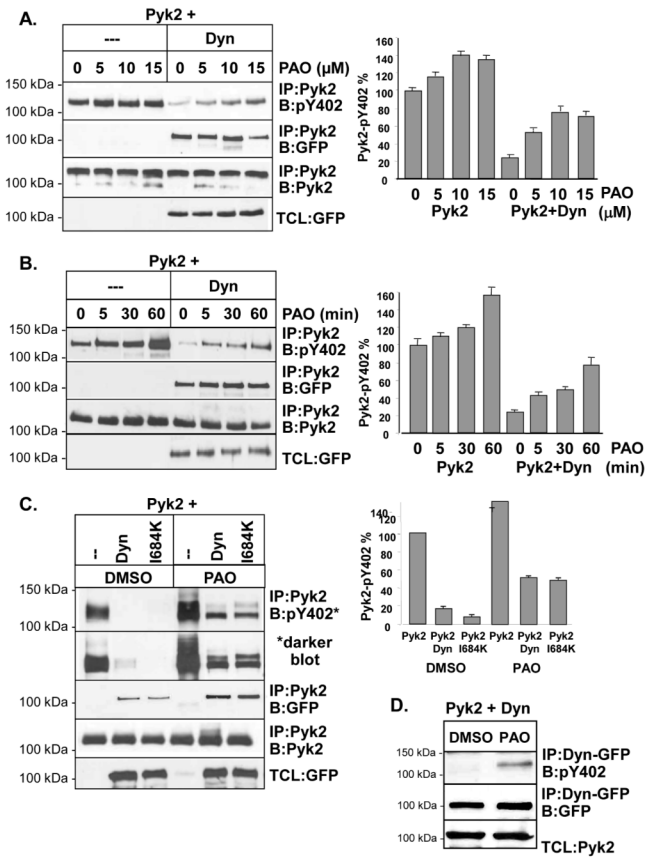 A.
Pyk2 +
--- Dyn
0 5 10 15 0 5 10 15 PAO (µM)
150 kDa
100 kDa
IP:Pyk2
B:pY402
100 kDa
IP:Pyk2
B:GFP
100 kDa
IP:Pyk2
B:Pyk2
100 kDa
TCL:GFP
Pyk2-pY402 %
160
140
120
100
80
60
40
20
0
0 5 10 15 0 5 10 15 PAO
Pyk2 Pyk2+Dyn (µM)
B.
Pyk2 +
--- Dyn
0 5 30 60 0 5 30 60 PAO (min)
150 kDa
100 kDa
IP:Pyk2
B:pY402
100 kDa
IP:Pyk2
B:GFP
100 kDa
IP:Pyk2
B:Pyk2
100 kDa
TCL:GFP
Pyk2-pY402 %
160
140
120
100
80
60
40
20
0
0 5 30 60 0 5 30 60 PAO
Pyk2 Pyk2+Dyn (min)
C.
Pyk2 +
-- Dyn I684K -- Dyn I684K
DMSO PAO
150 kDa
100 kDa
IP:Pyk2
B:pY402*
*darker
blot
100 kDa
IP:Pyk2
B:GFP
100 kDa
IP:Pyk2
B:Pyk2
100 kDa
TCL:GFP
Pyk2-pY402 %
100
80
60
40
20
0
Pyk2 Pyk2 Pyk2 Pyk2 Pyk2 Pyk2
Dyn I684K Dyn I684K
DMSO PAO
D.
Pyk2 + Dyn
DMSO PAO
150 kDa
100 kDa
IP:Dyn-GFP
B:pY402
100 kDa
IP:Dyn-GFP
B:GFP
100 kDa
TCL:Pyk2